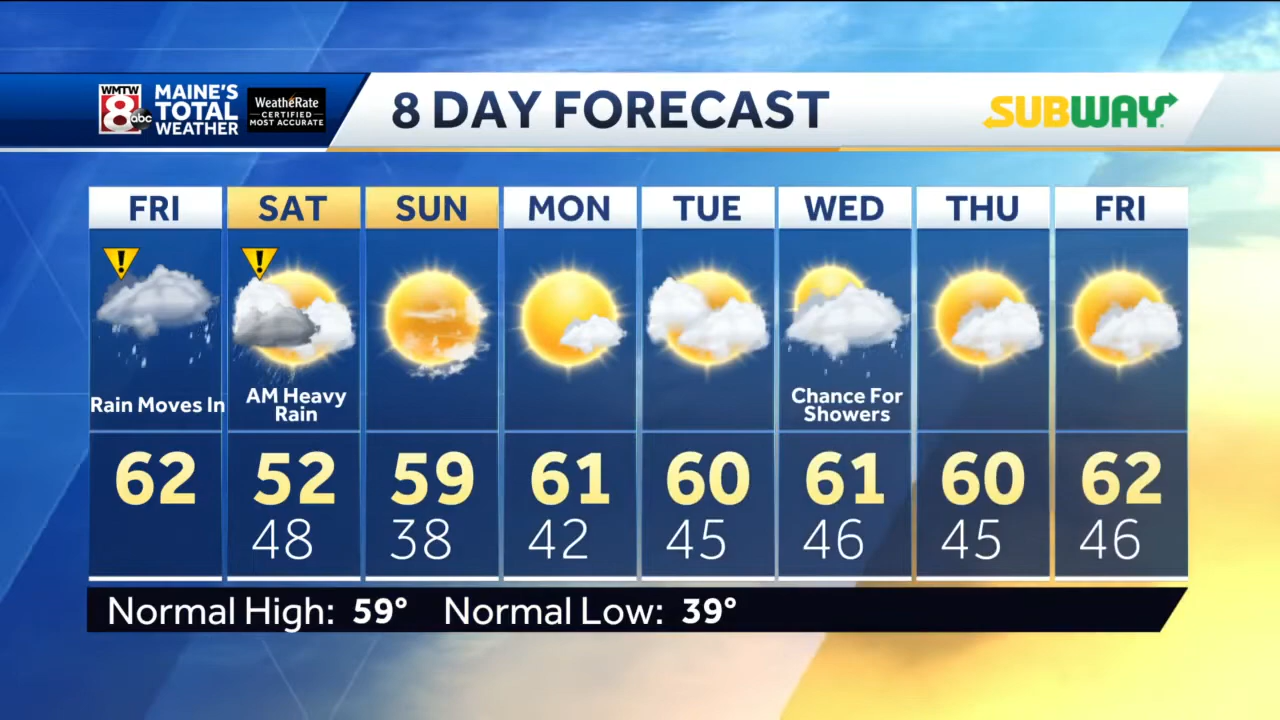 WMTW
8
abc
MAINE'S
TOTAL
WEATHER
WeatheRate
CERTIFIED
MOST ACCURATE
8 DAY FORECAST
SUBWAY
FRI SAT SUN MON TUE WED THU FRI
! !
Rain Moves In
AM Heavy
Rain
Chance For
Showers
62 52 59 61 60 61 60 62
48 38 42 45 46 45 46
Normal High: 59° Normal Low: 39°